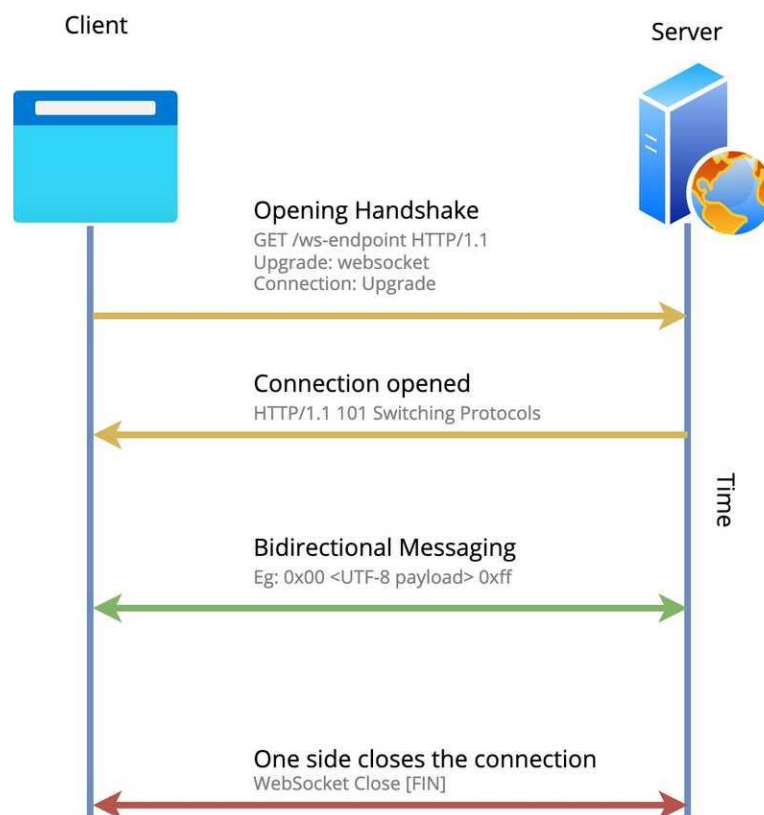 Client
Server
Opening Handshake
GET /ws-endpoint HTTP/1.1
Upgrade: websocket
Connection: Upgrade
Connection opened
HTTP/1.1 101 Switching Protocols
Time
Bidirectional Messaging
Eg: 0x00 <UTF-8 payload> 0xff
One side closes the connection
WebSocket Close [FIN]